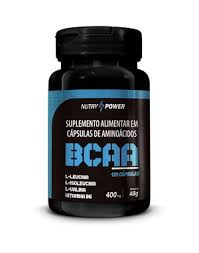 NUTRY POWER
SUPLEMENTO ALIMENTAR EM
CÁPSULAS DE AMINOÁCIDOS
BCAA
120 CÁPSULAS
L-LEUCINA
L-ISOLEUCINA
L-VALINA
VITAMINA B6
400mg
48g